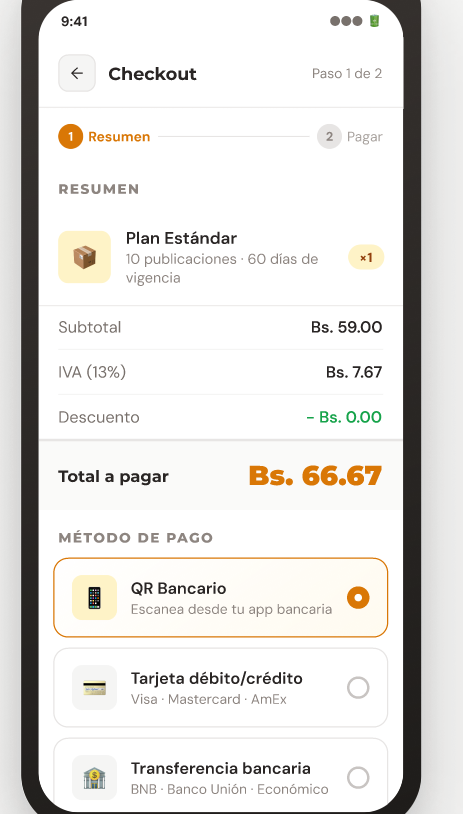 9:41
Checkout
Paso 1 de 2
1 Resumen
2 Pagar
RESUMEN
Plan Estándar
10 publicaciones · 60 días de
vigencia
×1
Subtotal
Bs. 59.00
IVA (13%)
Bs. 7.67
Descuento
- Bs. 0.00
Total a pagar
Bs. 66.67
MÉTODO DE PAGO
QR Bancario
Escanea desde tu app bancaria
Tarjeta débito/crédito
Visa · Mastercard · AmEx
Transferencia bancaria
BNB · Banco Unión · Económico